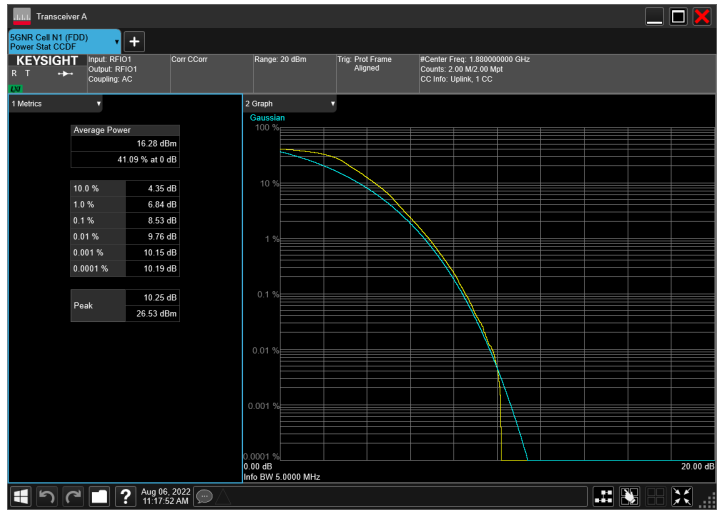 Transceiver A
5GNR Cell N1 (FDD)
Power Stat CCDF
KEYSIGHT
R T
LXI
Input: RFIO1
Output: RFIO1
Coupling: AC
Corr CCorr
Range: 20 dBm
Trig: Prot Frame
Aligned
#Center Freq: 1.880000000 GHz
Counts: 2.00 M/2.00 Mpt
CC Info: Uplink, 1 CC
1 Metrics
Average Power
16.28 dBm
41.09 % at 0 dB
10.0 % 4.35 dB
1.0 % 6.84 dB
0.1 % 8.53 dB
0.01 % 9.76 dB
0.001 % 10.15 dB
0.0001 % 10.19 dB
Peak
10.25 dB
26.53 dBm
2 Graph
Gaussian
100 %
10 %
1 %
0.1 %
0.01 %
0.001 %
0.0001 %
0.00 dB 20.00 dB
Info BW 5.0000 MHz
Aug 06, 2022
11:17:52 AM